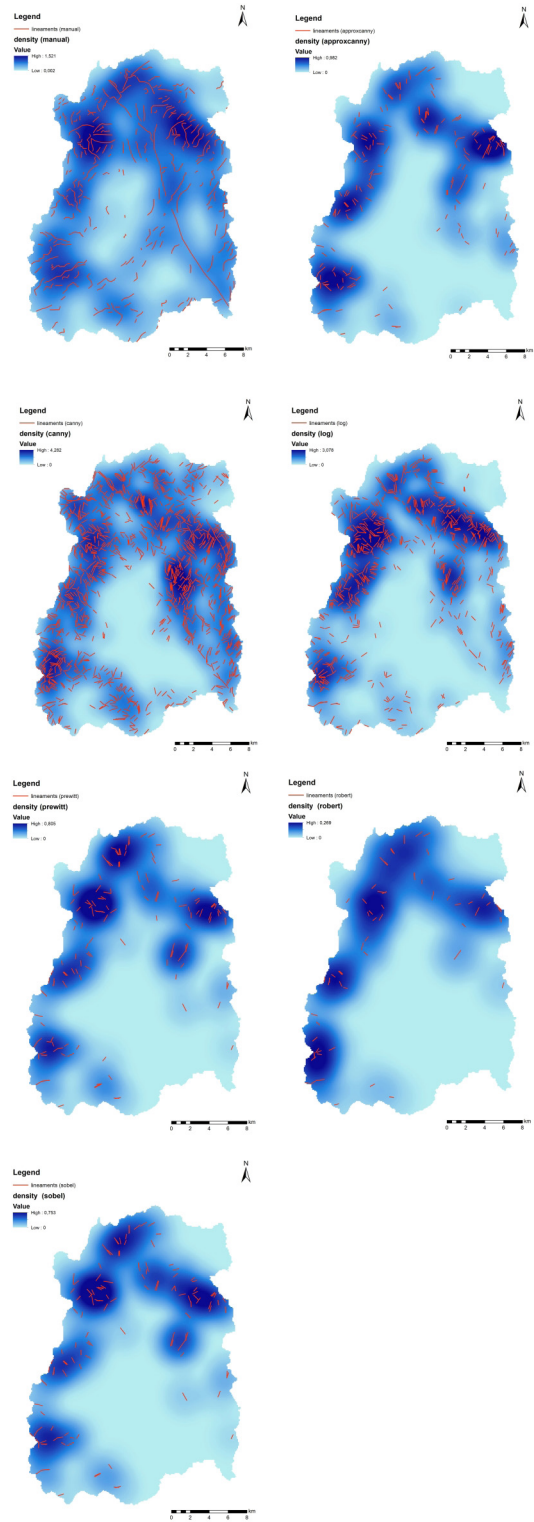 Legend
lineaments (manual)
density (manual)
Value
High : 1,521
Low : 0,002
N
0 2 4 6 8 km
Legend
lineaments (approxcanny)
density (approxcanny)
Value
High : 0,882
Low : 0
N
0 2 4 6 8 km
Legend
lineaments (canny)
density (canny)
Value
High : 4,282
Low : 0
N
0 2 4 6 8 km
Legend
lineaments (log)
density (log)
Value
High : 3,078
Low : 0
N
0 2 4 6 8 km
Legend
lineaments (prewitt)
density (prewitt)
Value
High : 0,805
Low : 0
N
0 2 4 6 8 km
Legend
lineaments (robert)
density (robert)
Value
High : 0,268
Low : 0
N
0 2 4 6 8 km
Legend
lineaments (sobel)
density (sobel)
Value
High : 0,753
Low : 0
N
0 2 4 6 8 km